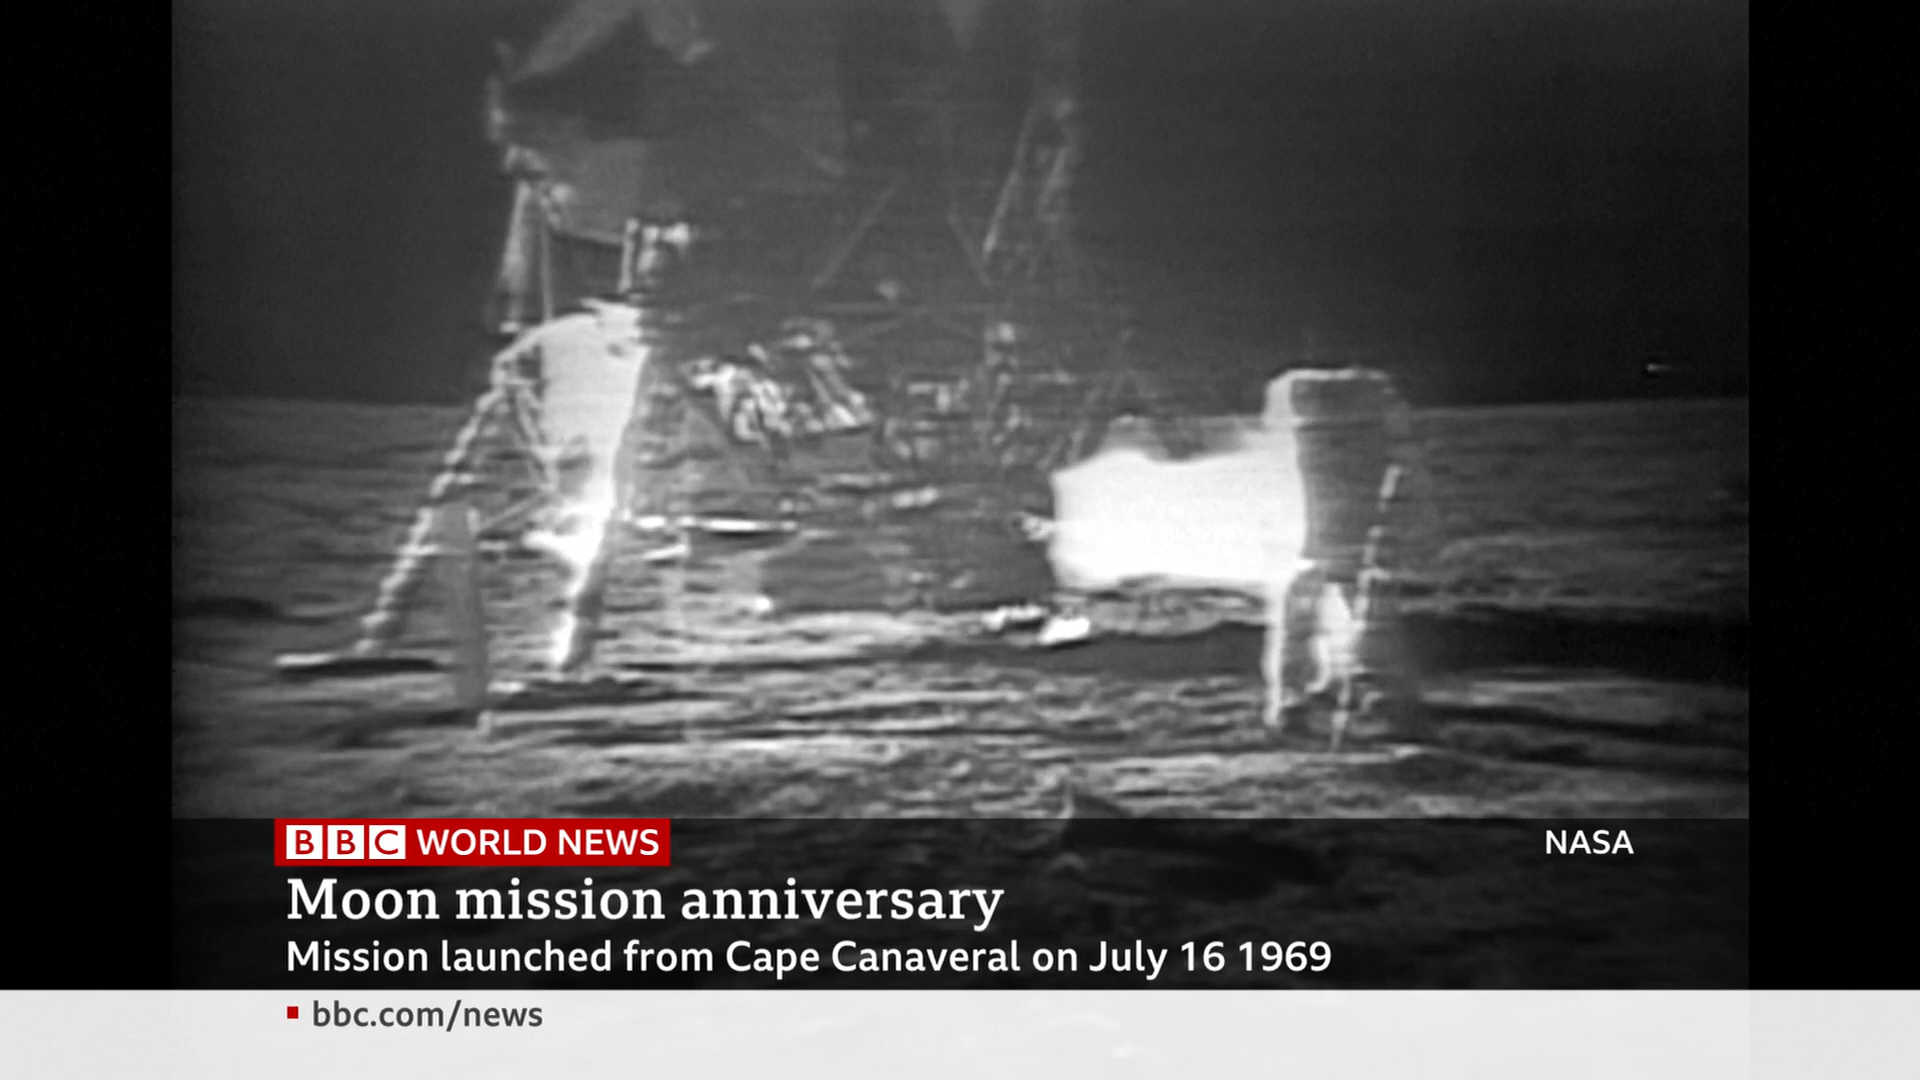 BBC WORLD NEWS
NASA
Moon mission anniversary
Mission launched from Cape Canaveral on July 16 1969
bbc.com/news